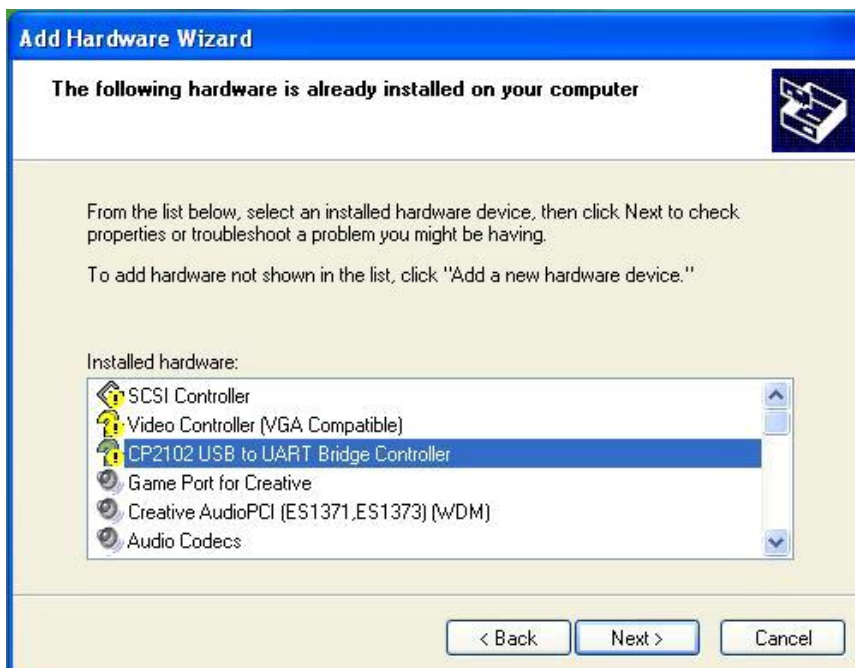 Add Hardware Wizard
The following hardware is already installed on your computer
From the list below, select an installed hardware device, then click Next to check
properties or troubleshoot a problem you might be having.
To add hardware not shown in the list, click "Add a new hardware device."
Installed hardware:
SCSI Controller
Video Controller (VGA Compatible)
CP2102 USB to UART Bridge Controller
Game Port for Creative
Creative AudioPCI (ES1371,ES1373) (WDM)
Audio Codecs
< Back
Next >
Cancel